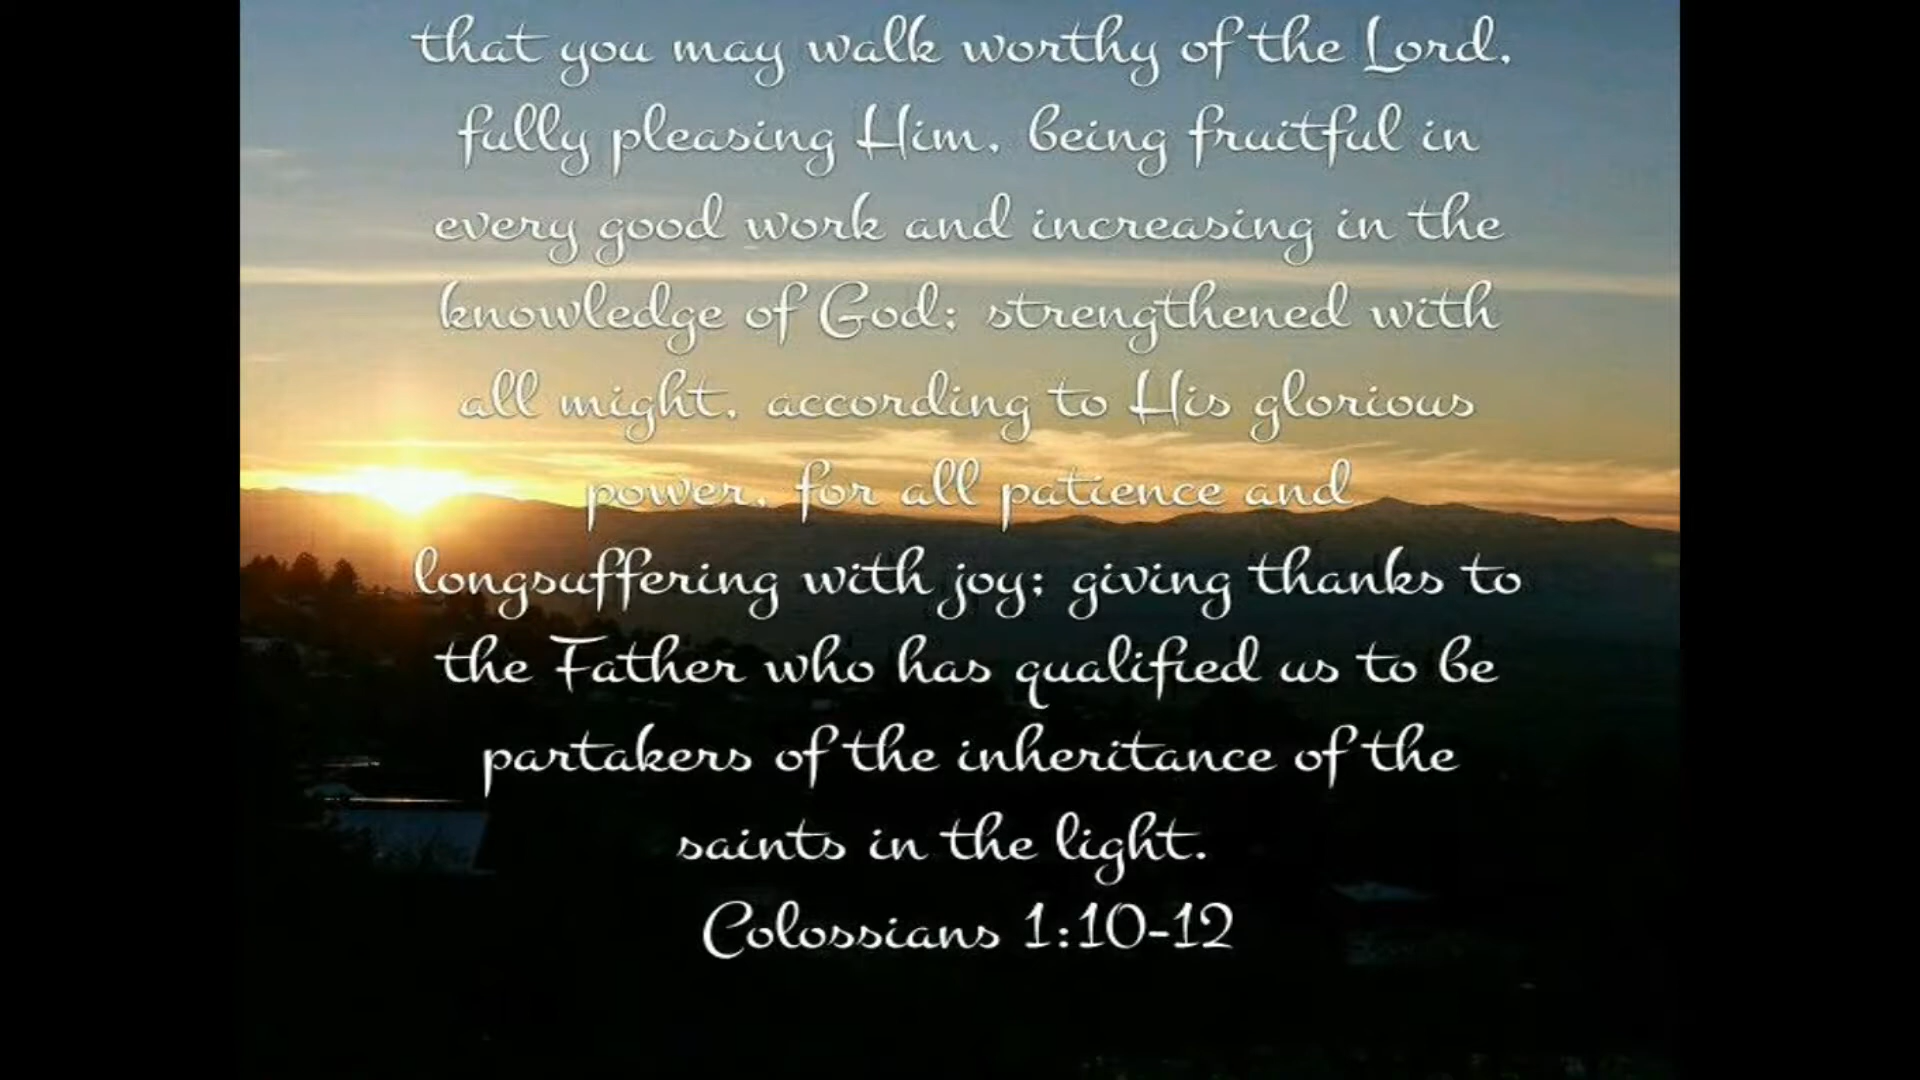 that you may walk worthy of the Lord,
fully pleasing Him, being fruitful in
every good work and increasing in the
knowledge of God; strengthened with
all might, according to His glorious
power, for all patience and
longsuffering with joy; giving thanks to
the Father who has qualified us to be
partakers of the inheritance of the
saints in the light.
Colossians 1:10-12